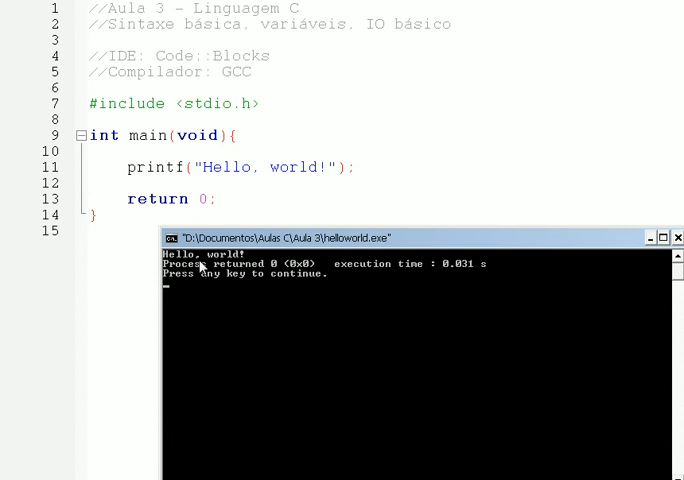 1 //Aula 3 - Linguagem C
2 //Sintaxe básica, variáveis, IO básico
3
4 //IDE: Code::Blocks
5 //Compilador: GCC
6
7 #include <stdio.h>
8
9 int main(void){
10
11 printf("Hello, world!");
12
13 return 0;
14 }
15
"D:\Documentos\Aulas C\Aula 3\helloworld.exe"
Hello, world!
Process returned 0 (0x0) execution time : 0.031 s
Press any key to continue.